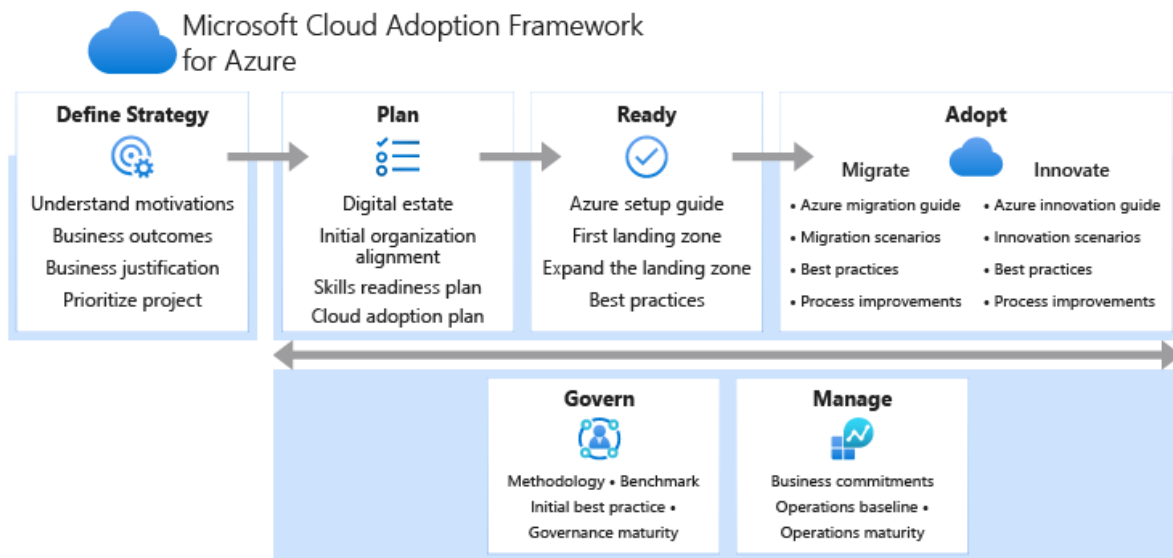 Microsoft Cloud Adoption Framework
for Azure
Define Strategy
Understand motivations
Business outcomes
Business justification
Prioritize project
Plan
Digital estate
Initial organization
alignment
Skills readiness plan
Cloud adoption plan
Ready
Azure setup guide
First landing zone
Expand the landing zone
Best practices
Adopt
Migrate
• Azure migration guide
• Migration scenarios
• Best practices
• Process improvements
Innovate
• Azure innovation guide
• Innovation scenarios
• Best practices
• Process improvements
Govern
Methodology • Benchmark
Initial best practice •
Governance maturity
Manage
Business commitments
Operations baseline •
Operations maturity